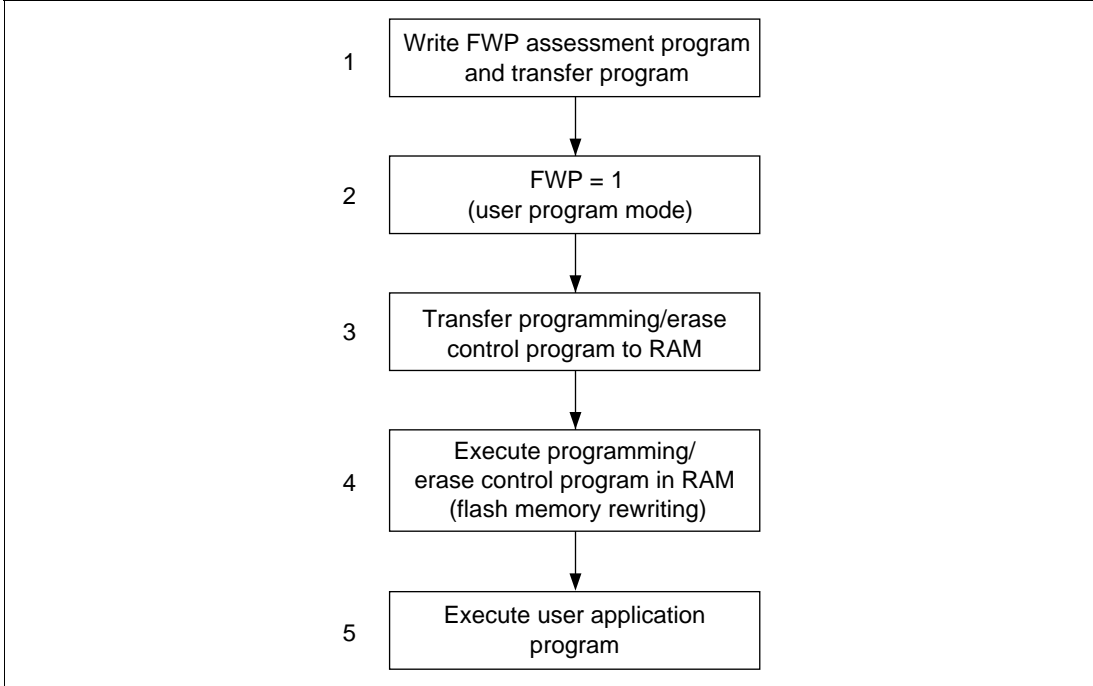 1
Write FWP assessment program
and transfer program
2
FWP = 1
(user program mode)
3
Transfer programming/erase
control program to RAM
4
Execute programming/
erase control program in RAM
(flash memory rewriting)
5
Execute user application
program